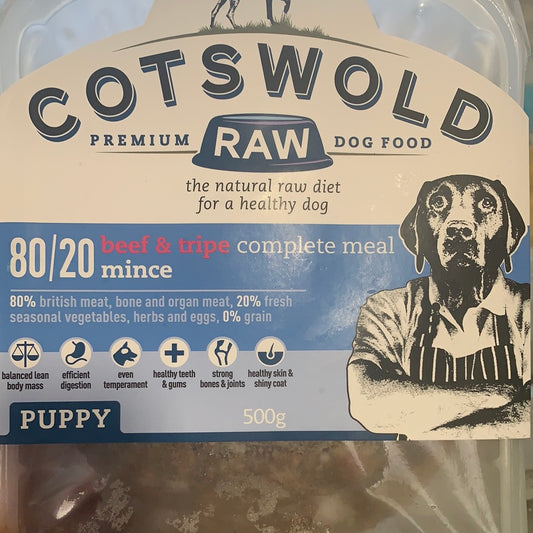 COTSWOLD
PREMIUM RAW DOG FOOD
the natural raw diet
for a healthy dog
80/20 beef & tripe complete meal
mince
80% british meat, bone and organ meat, 20% fresh
seasonal vegetables, herbs and eggs, 0% grain
balanced lean
body mass
efficient
digestion
even
temperament
healthy teeth
& gums
strong
bones & joints
healthy skin &
shiny coat
PUPPY
500g